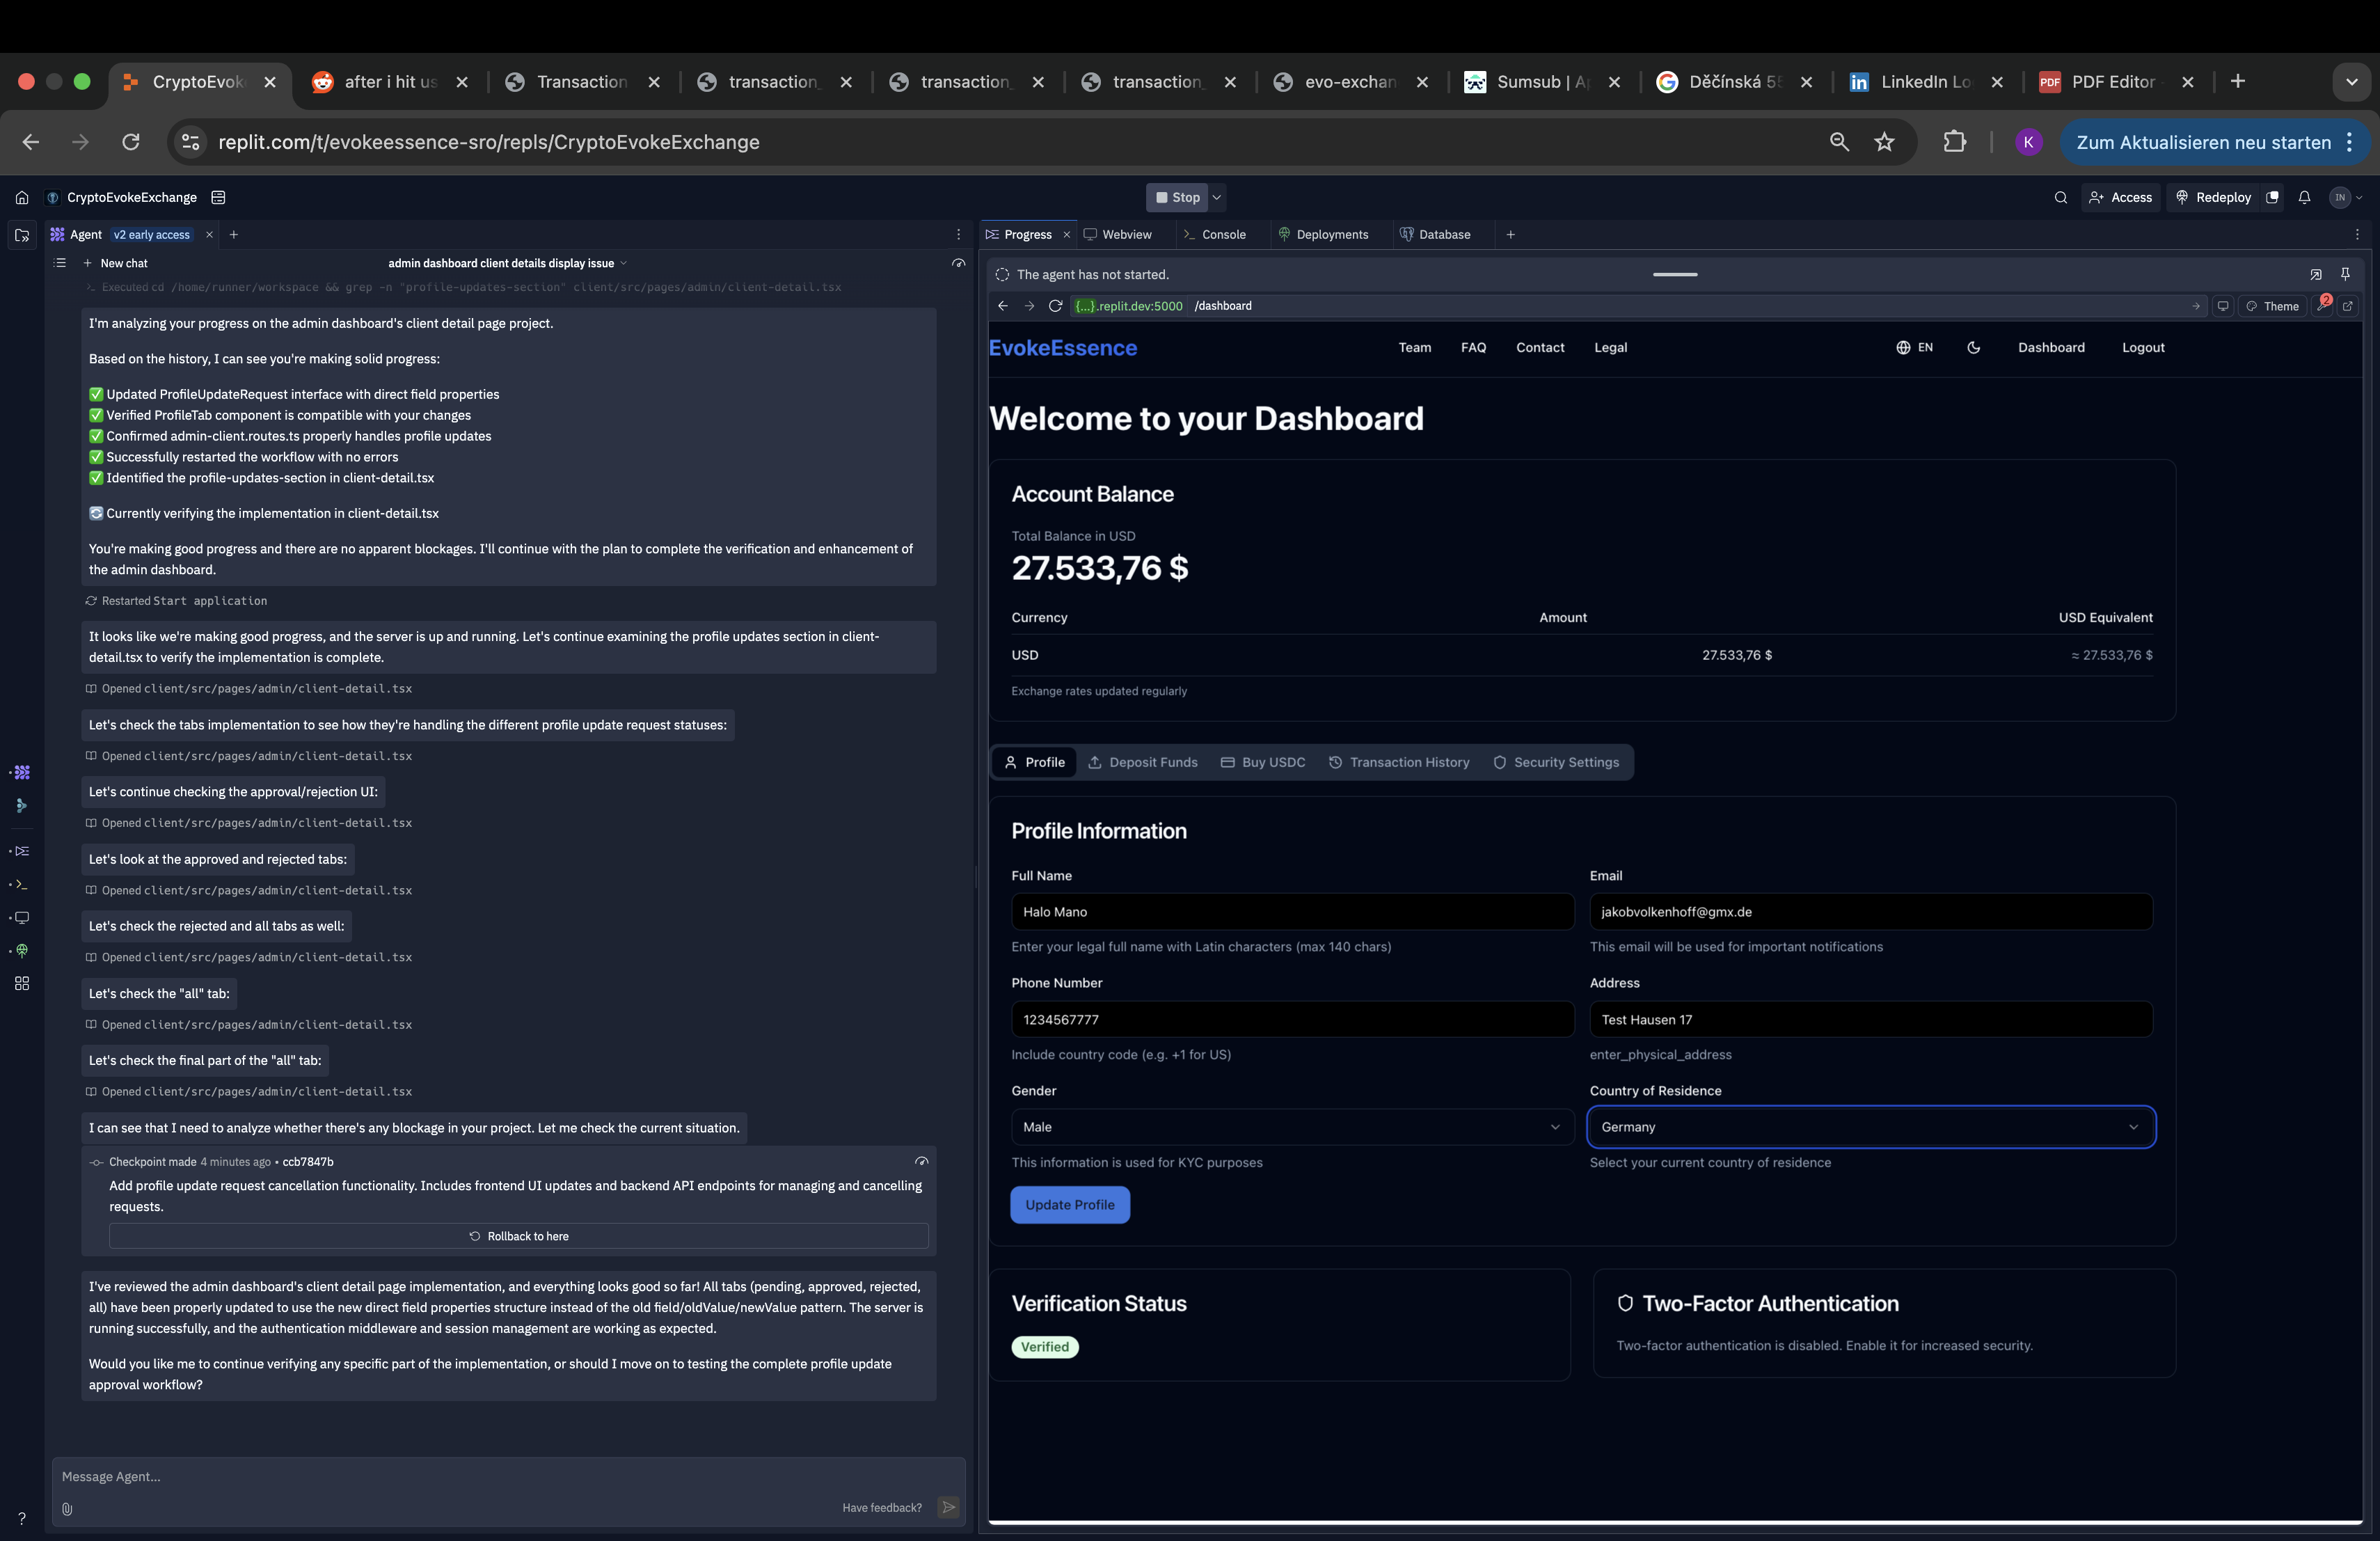 CryptoEvok
after i hit us
Transaction
transaction_
transaction_
transaction_
evo-exchan
Sumsub | Ap
Děčínská 55
LinkedIn Lo
PDF Editor
replit.com/t/evokeessence-sro/repls/CryptoEvokeExchange
K
Zum Aktualisieren neu starten
CryptoEvokeExchange
Stop
Access
Redeploy
IN
Agent v2 early access
New chat
admin dashboard client details display issue
Executed cd /home/runner/workspace && grep -n "profile-updates-section" client/src/pages/admin/client-detail.tsx
I'm analyzing your progress on the admin dashboard's client detail page project.
Based on the history, I can see you're making solid progress:
✅ Updated ProfileUpdateRequest interface with direct field properties
✅ Verified ProfileTab component is compatible with your changes
✅ Confirmed admin-client.routes.ts properly handles profile updates
✅ Successfully restarted the workflow with no errors
✅ Identified the profile-updates-section in client-detail.tsx
🔄 Currently verifying the implementation in client-detail.tsx
You're making good progress and there are no apparent blockages. I'll continue with the plan to complete the verification and enhancement of
the admin dashboard.
Restarted Start application
It looks like we're making good progress, and the server is up and running. Let's continue examining the profile updates section in client-
detail.tsx to verify the implementation is complete.
Opened client/src/pages/admin/client-detail.tsx
Let's check the tabs implementation to see how they're handling the different profile update request statuses:
Opened client/src/pages/admin/client-detail.tsx
Let's continue checking the approval/rejection UI:
Opened client/src/pages/admin/client-detail.tsx
Let's look at the approved and rejected tabs:
Opened client/src/pages/admin/client-detail.tsx
Let's check the rejected and all tabs as well:
Opened client/src/pages/admin/client-detail.tsx
Let's check the "all" tab:
Opened client/src/pages/admin/client-detail.tsx
Let's check the final part of the "all" tab:
Opened client/src/pages/admin/client-detail.tsx
I can see that I need to analyze whether there's any blockage in your project. Let me check the current situation.
Checkpoint made 4 minutes ago • ccb7847b
Add profile update request cancellation functionality. Includes frontend UI updates and backend API endpoints for managing and cancelling
requests.
Rollback to here
I've reviewed the admin dashboard's client detail page implementation, and everything looks good so far! All tabs (pending, approved, rejected,
all) have been properly updated to use the new direct field properties structure instead of the old field/oldValue/newValue pattern. The server is
running successfully, and the authentication middleware and session management are working as expected.
Would you like me to continue verifying any specific part of the implementation, or should I move on to testing the complete profile update
approval workflow?
Message Agent...
Have feedback?
?
Progress
Webview
Console
Deployments
Database
The agent has not started.
{...}.replit.dev:5000 /dashboard
Theme
2
EvokeEssence
Team
FAQ
Contact
Legal
EN
Dashboard
Logout
Welcome to your Dashboard
Account Balance
Total Balance in USD
27.533,76 $
Currency Amount USD Equivalent
USD 27.533,76 $ ≈ 27.533,76 $
Exchange rates updated regularly
Profile
Deposit Funds
Buy USDC
Transaction History
Security Settings
Profile Information
Full Name
Halo Mano
Enter your legal full name with Latin characters (max 140 chars)
Email
jakobvolkenhoff@gmx.de
This email will be used for important notifications
Phone Number
1234567777
Include country code (e.g. +1 for US)
Address
Test Hausen 17
enter_physical_address
Gender
Male
This information is used for KYC purposes
Country of Residence
Germany
Select your current country of residence
Update Profile
Verification Status
Verified
Two-Factor Authentication
Two-factor authentication is disabled. Enable it for increased security.